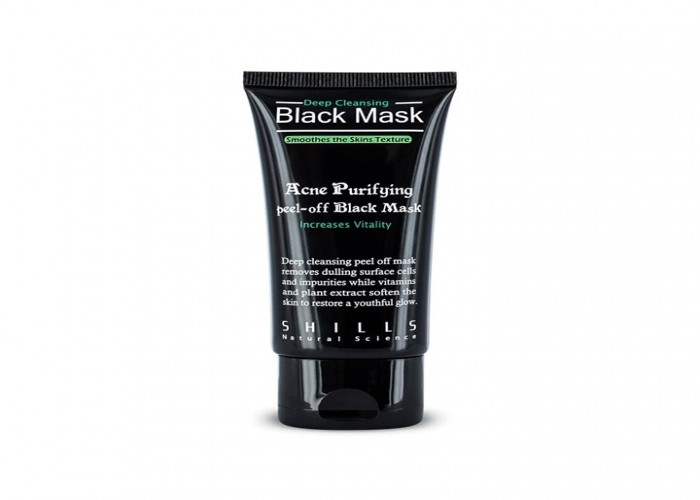 Deep Cleansing
Black Mask
Smoothes the Skins Texture
Acne Purifying
peel-off Black Mask
Increases Vitality
Deep cleansing peel off mask
removes dulling surface cells
and impurities while vitamins
and plant extract soften the
skin to restore a youthful glow.
SHILLS
Natural Science